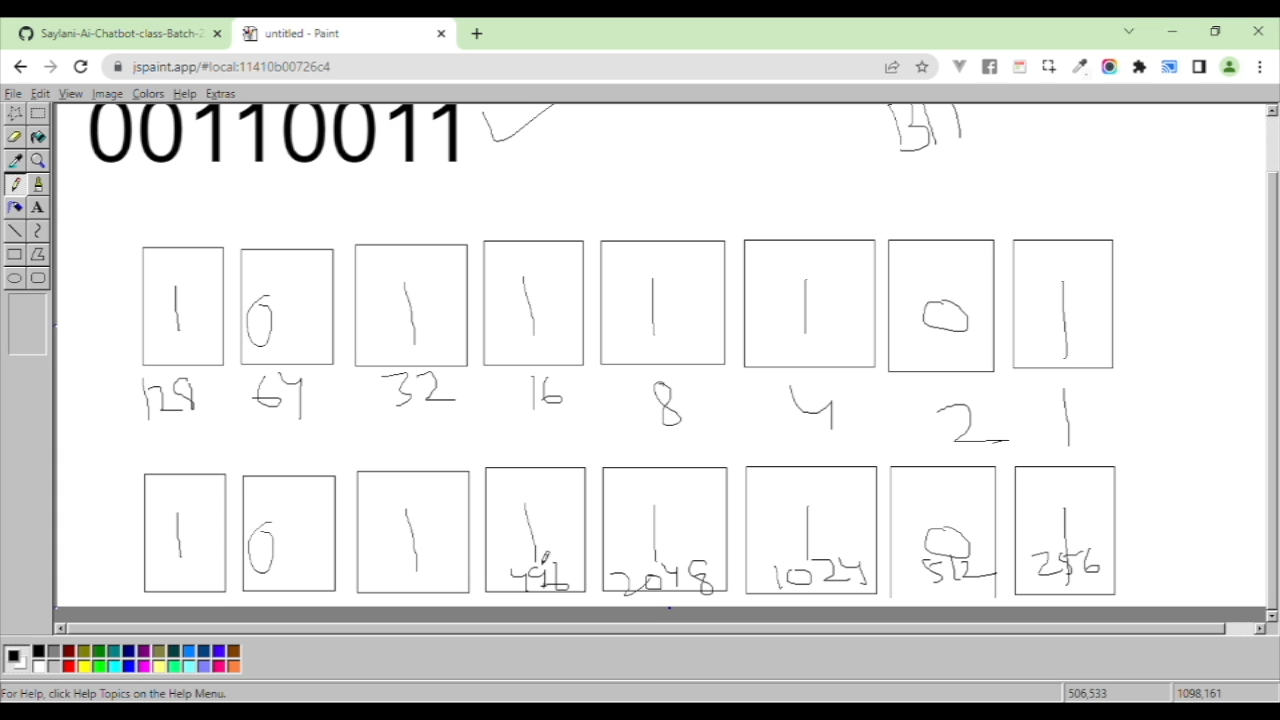 Saylani-Ai-Chatbot-class-Batch-2
untitled - Paint
jspaint.app/#local:11410b00726c4
File Edit View Image Colors Help Extras
00110011
1 0 1 1 1 1 0 1
128 64 32 16 8 4 2 1
1 0 1 1 1 1 0 1
496 2048 1024 512 256
For Help, click Help Topics on the Help Menu.
506,533
1098,161